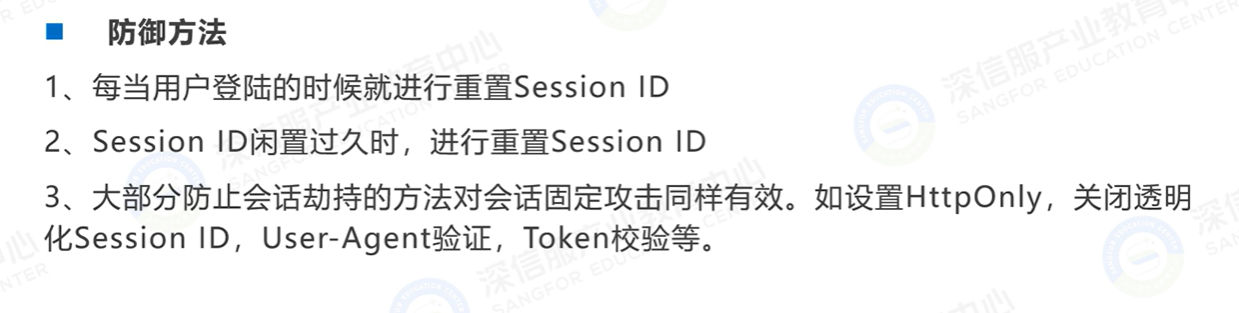 防御方法
1、每当用户登陆的时候就进行重置Session ID
2、Session ID闲置过久时，进行重置Session ID
3、大部分防止会话劫持的方法对会话固定攻击同样有效。如设置HttpOnly，关闭透明
化Session ID，User-Agent验证，Token校验等。
深信服产业教育中心
SANGFOR EDUCATION CENTER